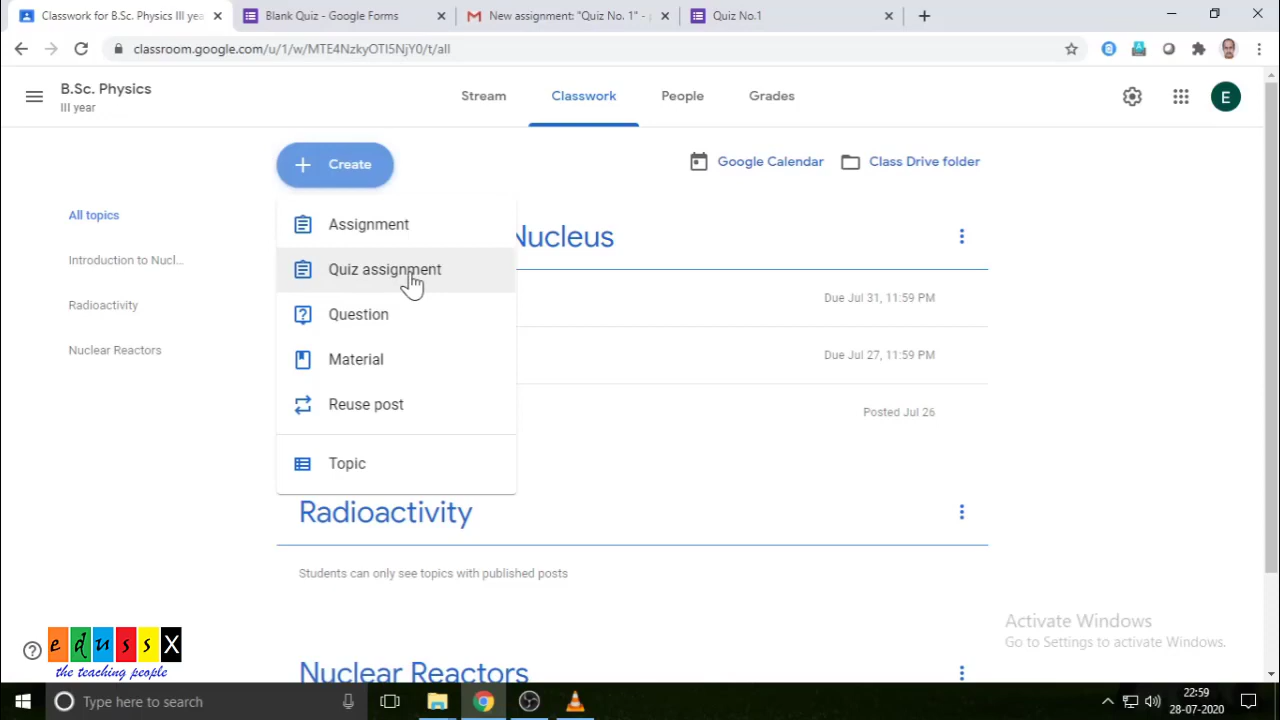 Classwork for B.Sc. Physics III yea
Blank Quiz - Google Forms
New assignment: "Quiz No. 1" -
Quiz No.1
classroom.google.com/u/1/w/MTE4NzkyOTI5NjY0/t/all
B.Sc. Physics
III year
Stream
Classwork
People
Grades
E
Create
Google Calendar
Class Drive folder
All topics
Introduction to Nucl...
Radioactivity
Nuclear Reactors
Assignment
Quiz assignment
Question
Material
Reuse post
Topic
Nucleus
Due Jul 31, 11:59 PM
Due Jul 27, 11:59 PM
Posted Jul 26
Radioactivity
Students can only see topics with published posts
Nuclear Reactors
Activate Windows
Go to Settings to activate Windows.
edussX
the teaching people
Type here to search
22:59
28-07-2020